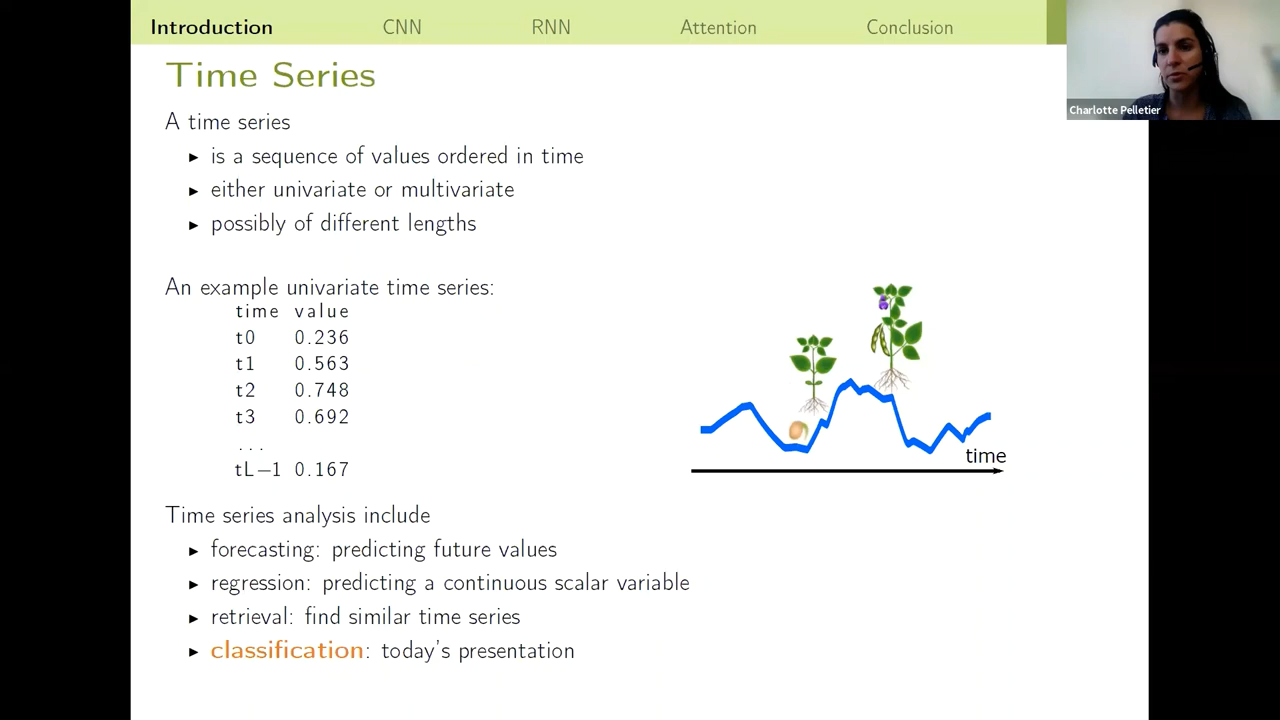 Introduction CNN RNN Attention Conclusion
Charlotte Pelletier
Time Series
A time series
► is a sequence of values ordered in time
► either univariate or multivariate
► possibly of different lengths
An example univariate time series:
time value
t0 0.236
t1 0.563
t2 0.748
t3 0.692
...
tL−1 0.167
time
Time series analysis include
► forecasting: predicting future values
► regression: predicting a continuous scalar variable
► retrieval: find similar time series
► classification: today's presentation